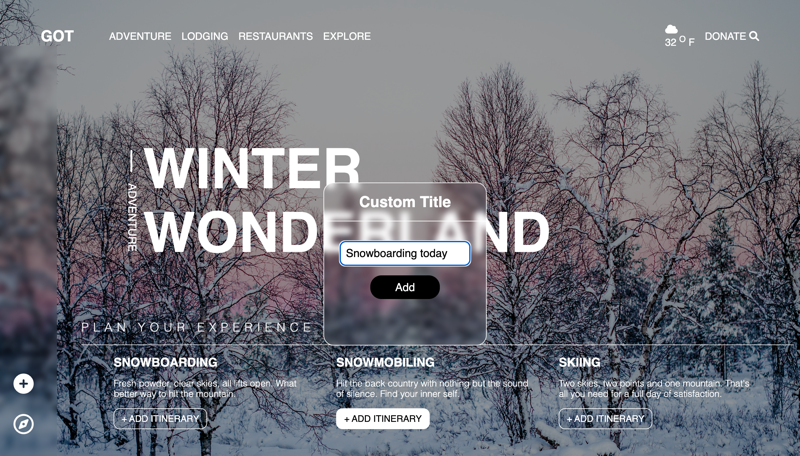 GOT
ADVENTURE LODGING RESTAURANTS EXPLORE
32 O F
DONATE
ADVENTURE
WINTER
WONDERLAND
Custom Title
Snowboarding today
Add
PLAN YOUR EXPERIENCE
SNOWBOARDING
Fresh powder, clear skies, all lifts open. What
better way to hit the mountain.
+ ADD ITINERARY
SNOWMOBILING
Hit the back country with nothing but the sound
of silence. Find your inner self.
+ ADD ITINERARY
SKIING
Two skies, two points and one mountain. That's
all you need for a full day of satisfaction.
+ ADD ITINERARY